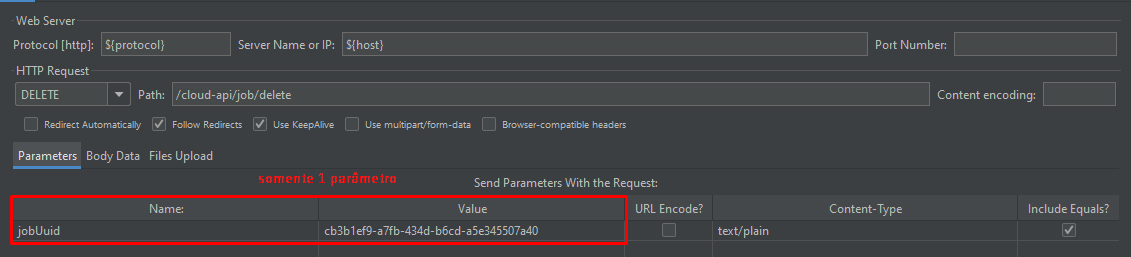 Web Server
Protocol [http]: ${protocol} Server Name or IP: ${host} Port Number:
HTTP Request
DELETE Path: /cloud-api/job/delete Content encoding:
Redirect Automatically Follow Redirects Use KeepAlive Use multipart/form-data Browser-compatible headers
Parameters Body Data Files Upload
somente 1 parâmetro
Send Parameters With the Request:
Name: Value URL Encode? Content-Type Include Equals?
jobUuid cb3b1ef9-a7fb-434d-b6cd-a5e345507a40 text/plain